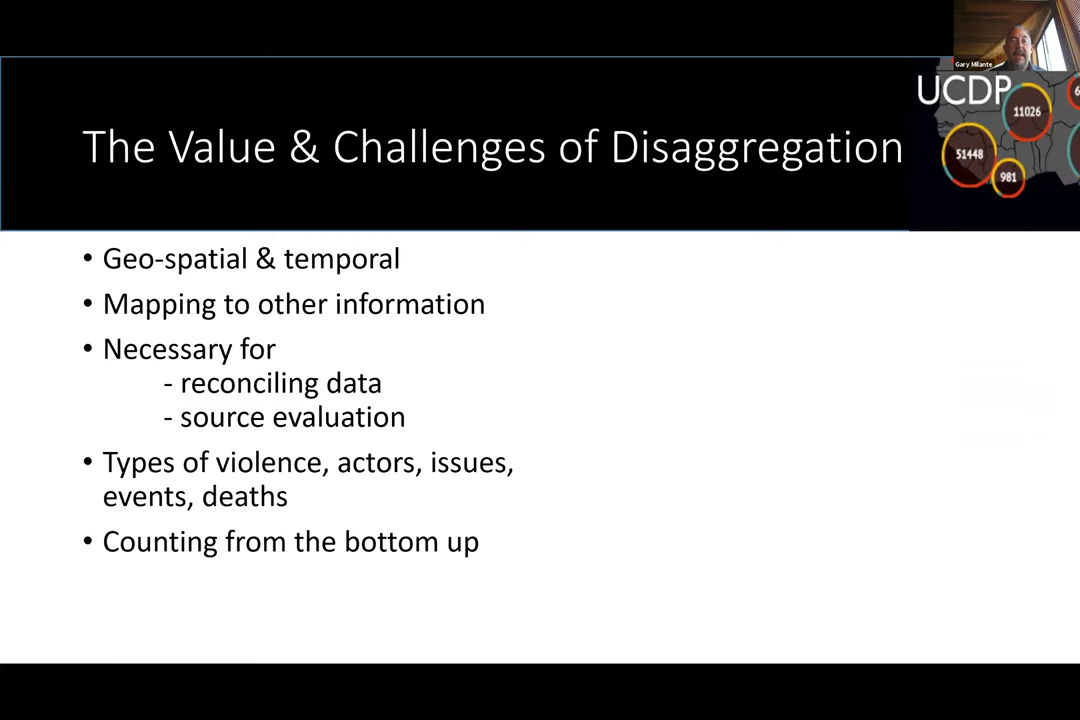 Gary Milante
UCDP
11026
51448
981
The Value & Challenges of Disaggregation
• Geo-spatial & temporal
• Mapping to other information
• Necessary for
- reconciling data
- source evaluation
• Types of violence, actors, issues,
events, deaths
• Counting from the bottom up